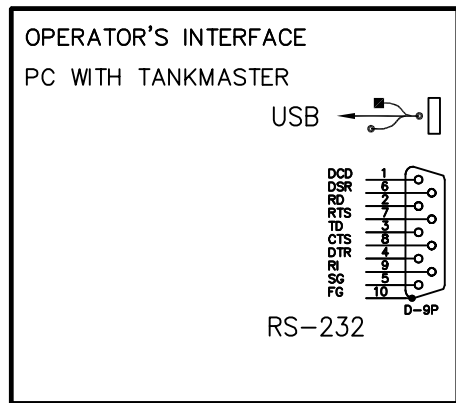 OPERATOR'S INTERFACE
PC WITH TANKMASTER
USB
DCD 1
DSR 6
RD 2
RTS 7
TD 3
CTS 8
DTR 4
RI 9
SG 5
FG 10
D-9P
RS-232